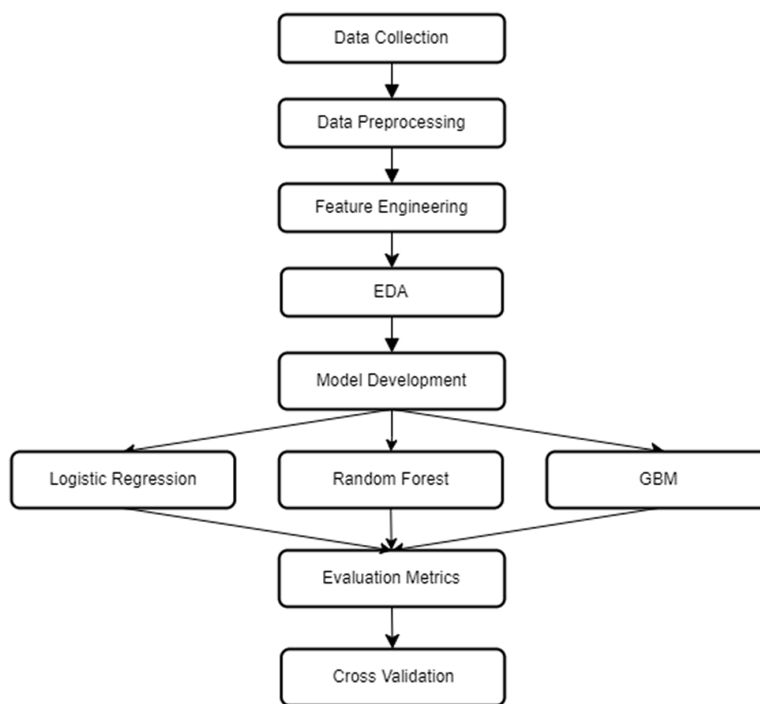 Data Collection
Data Preprocessing
Feature Engineering
EDA
Model Development
Logistic Regression
Random Forest
GBM
Evaluation Metrics
Cross Validation